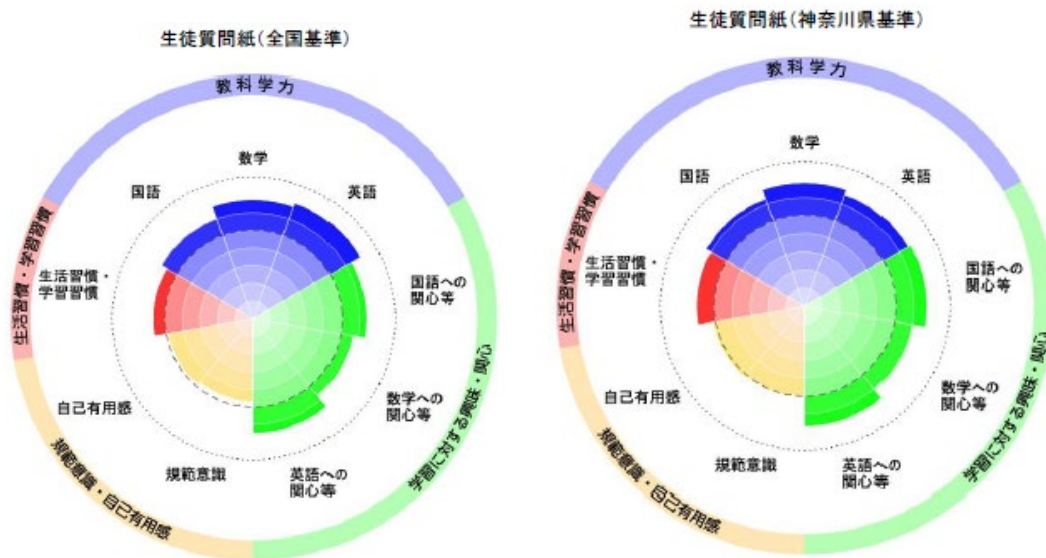 生徒質問紙(全国基準)
教科学力
数学
国語
英語
生活習慣・学習習慣
生活習慣・
学習習慣
国語への
関心等
数学への
関心等
学習に対する興味・関心
自己有用感
規範意識
英語への
関心等
規範意識・自己有用感
生徒質問紙(神奈川県基準)
教科学力
数学
国語
英語
生活習慣・学習習慣
生活習慣・
学習習慣
国語への
関心等
数学への
関心等
学習に対する興味・関心
自己有用感
規範意識
英語への
関心等
規範意識・自己有用感